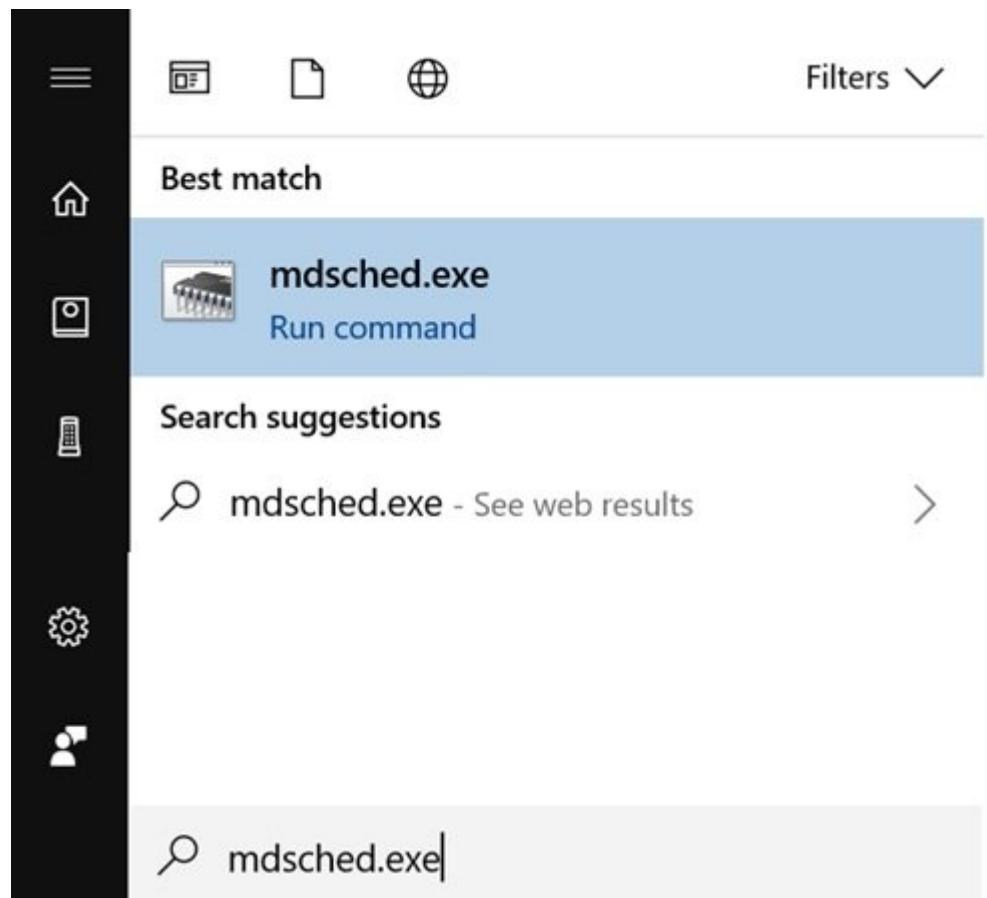 Filters
Best match
mdsched.exe
Run command
Search suggestions
mdsched.exe - See web results
mdsched.exe